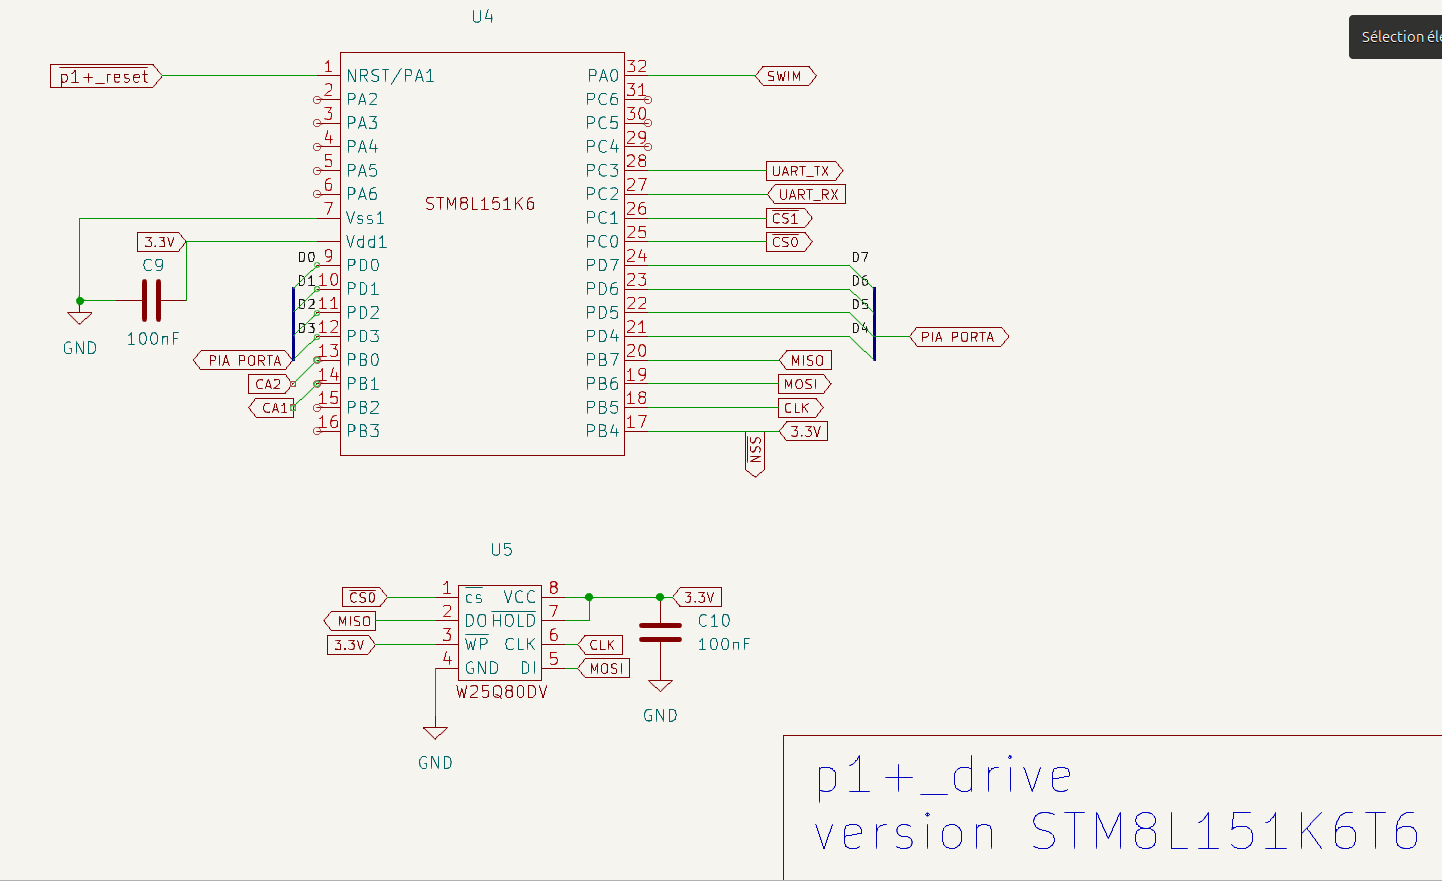 U4
Sélection éle
p1+_reset
1
NRST/PA1
PA0
32
SWIM
2
PA2
PC6
31
3
PA3
PC5
30
4
PA4
PC4
29
5
PA5
PC3
28
UART_TX
6
PA6
STM8L151K6
PC2
27
UART_RX
7
Vss1
PC1
26
CS1
3.3V
Vdd1
PC0
25
CS0
C9
100nF
GND
D0
9
PD0
PD7
24
D7
D1
10
PD1
PD6
23
D6
D2
11
PD2
PD5
22
D5
D3
12
PD3
PD4
21
D4
PIA PORTA
PIA PORTA
13
PB0
PB7
20
MISO
CA2
14
PB1
PB6
19
MOSI
CA1
15
PB2
PB5
18
CLK
16
PB3
PB4
17
3.3V
NSS
U5
CS0
1
cs
VCC
8
3.3V
MISO
2
DO
HOLD
7
C10
100nF
3.3V
3
WP
CLK
6
CLK
4
GND
DI
5
MOSI
W25Q80DV
GND
GND
p1+_drive
version STM8L151K6T6